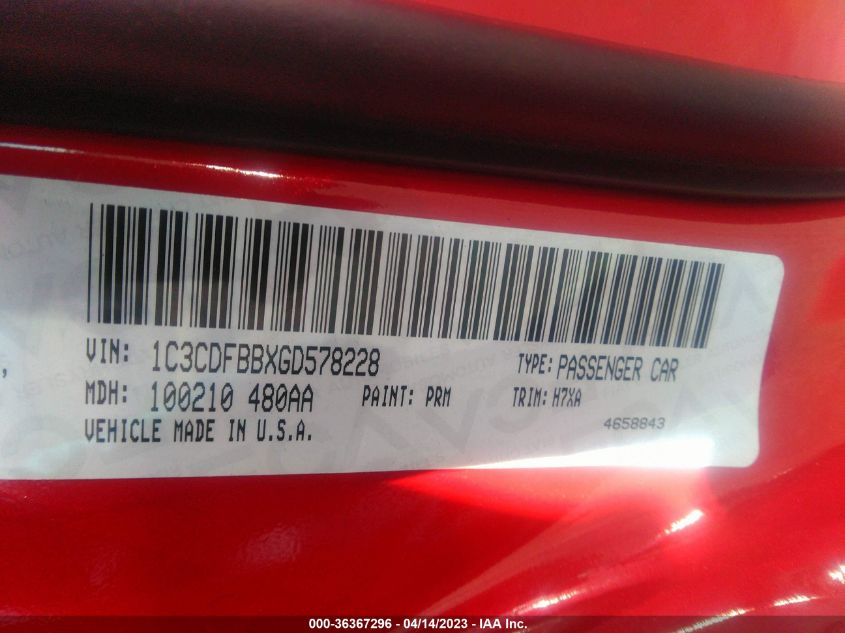 VIN: 1C3CDFBBXGD578228 TYPE: PASSENGER CAR
MDH: 100210 480AA PAINT: PRM TRIM: H7XA
VEHICLE MADE IN U.S.A. 4658843
000-36367296 - 04/14/2023 - IAA Inc.